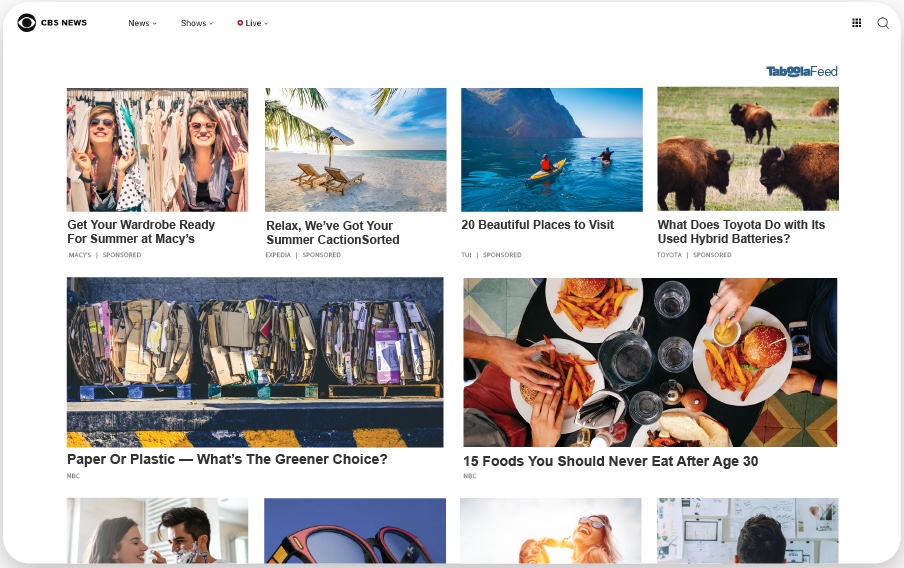 CBS NEWS
News
Shows
Live
TaboolaFeed
Get Your Wardrobe Ready
For Summer at Macy's
MACY'S | SPONSORED
Relax, We've Got Your
Summer CactionSorted
EXPEDIA | SPONSORED
20 Beautiful Places to Visit
TUI | SPONSORED
What Does Toyota Do with Its
Used Hybrid Batteries?
TOYOTA | SPONSORED
Paper Or Plastic — What's The Greener Choice?
NBC
15 Foods You Should Never Eat After Age 30
NBC